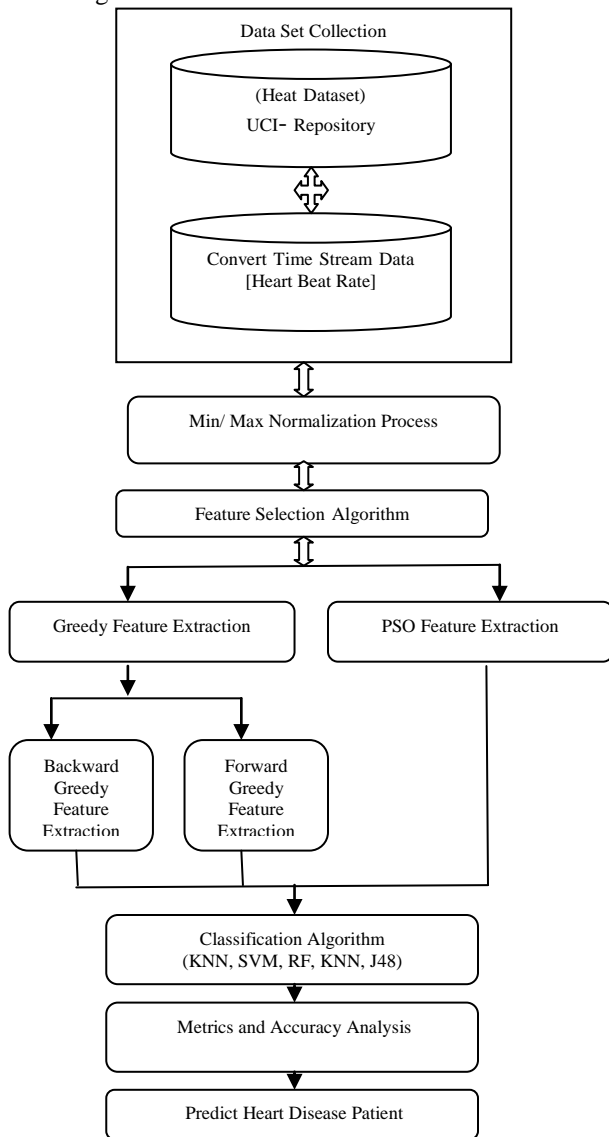 Data Set Collection
(Heat Dataset)
UCI- Repository
Convert Time Stream Data
[Heart Beat Rate]
Min/ Max Normalization Process
Feature Selection Algorithm
Greedy Feature Extraction
PSO Feature Extraction
Backward
Greedy
Feature
Extraction
Forward
Greedy
Feature
Extraction
Classification Algorithm
(KNN, SVM, RF, KNN, J48)
Metrics and Accuracy Analysis
Predict Heart Disease Patient